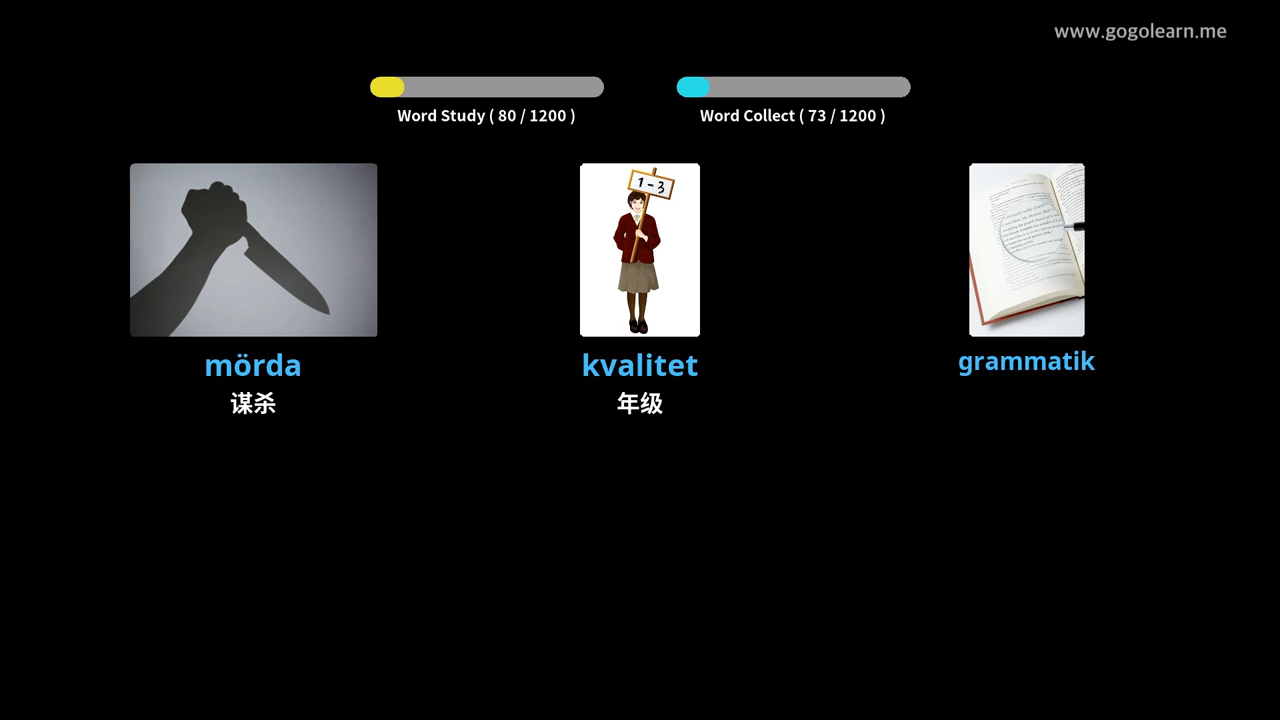 www.gogolearn.me
Word Study ( 80 / 1200 )
Word Collect ( 73 / 1200 )
1 - 3
mörda
kvalitet
grammatik
谋杀
年级